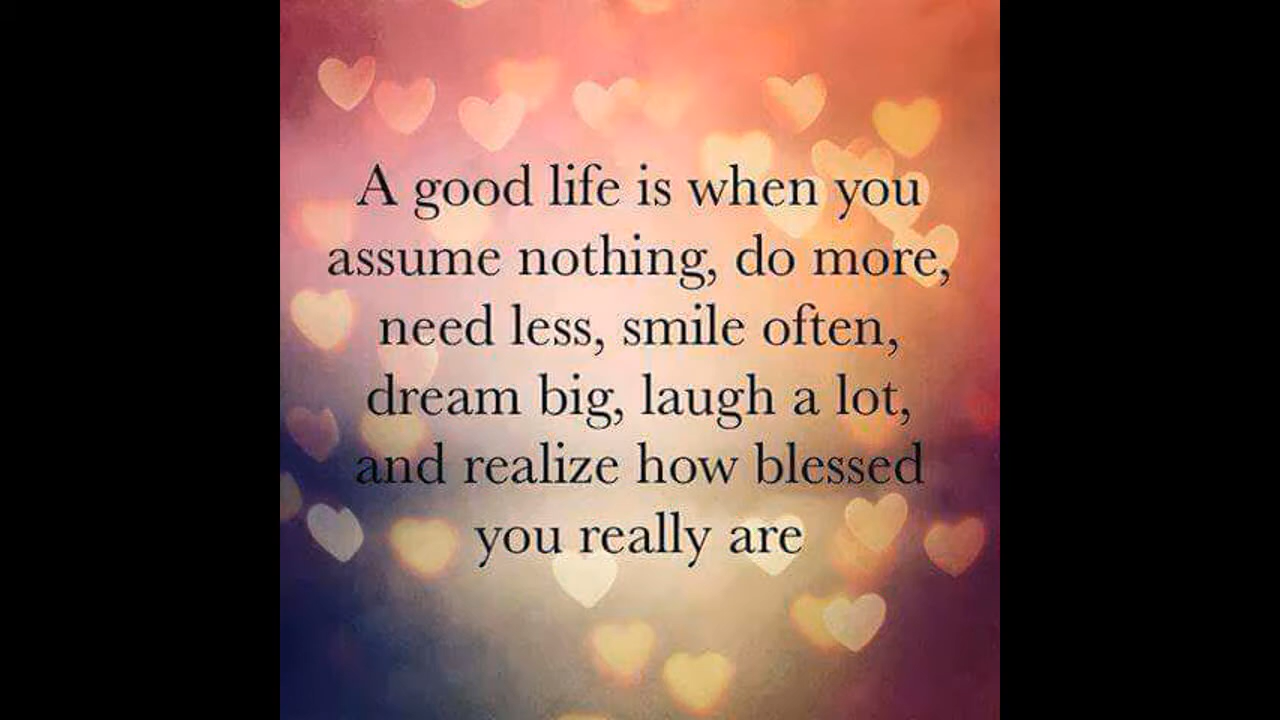 A good life is when you
assume nothing, do more,
need less, smile often,
dream big, laugh a lot,
and realize how blessed
you really are